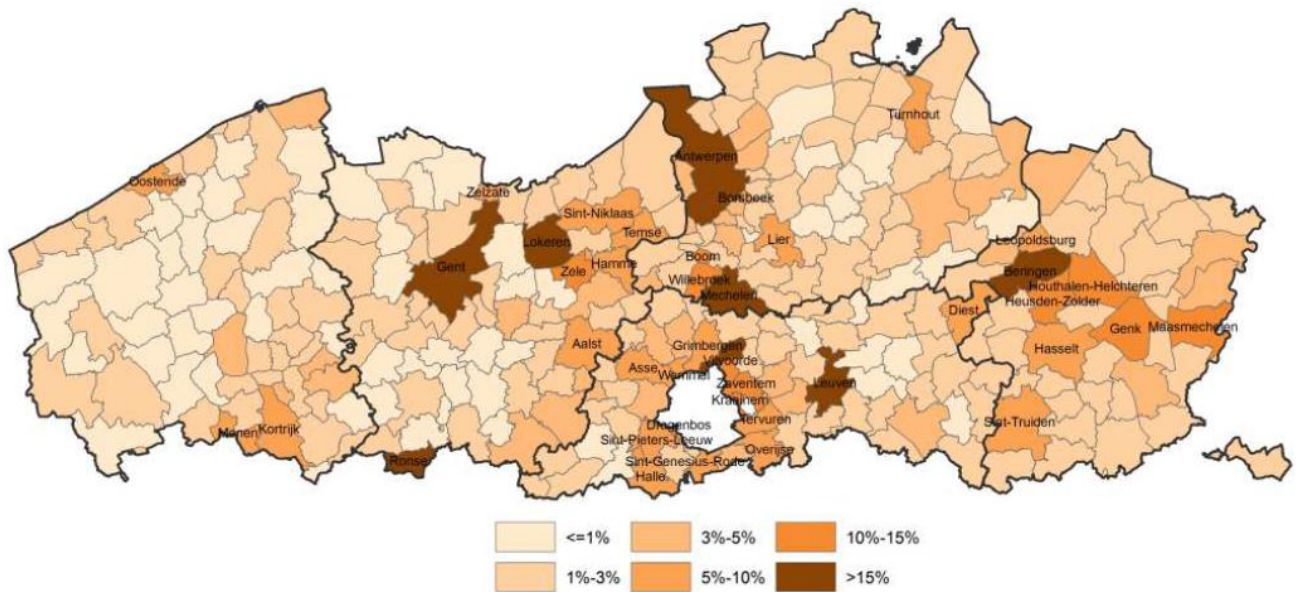 Turnhout
Antwerpen
Oostende
Zelzate
Borsbeek
Sint-Niklaas
Temse
Lier
Lokeren
Leopoldsburg
Boom
Gent
Zele
Hamme
Beringen
Willebroek
Houthalen-Helchteren
Mechelen
Heusden-Zolder
Diest
Genk
Maasmechelen
Aalst
Grimbergen
Hasselt
Vilvoorde
Asse
Wemmel
Zaventem
Leuven
Kraainem
Tervuren
Sint-Truiden
Drogenbos
Menen
Kortrijk
Sint-Pieters-Leeuw
Overijse
Ronse
Sint-Genesius-Rode
Halle
<=1%
3%-5%
10%-15%
1%-3%
5%-10%
>15%